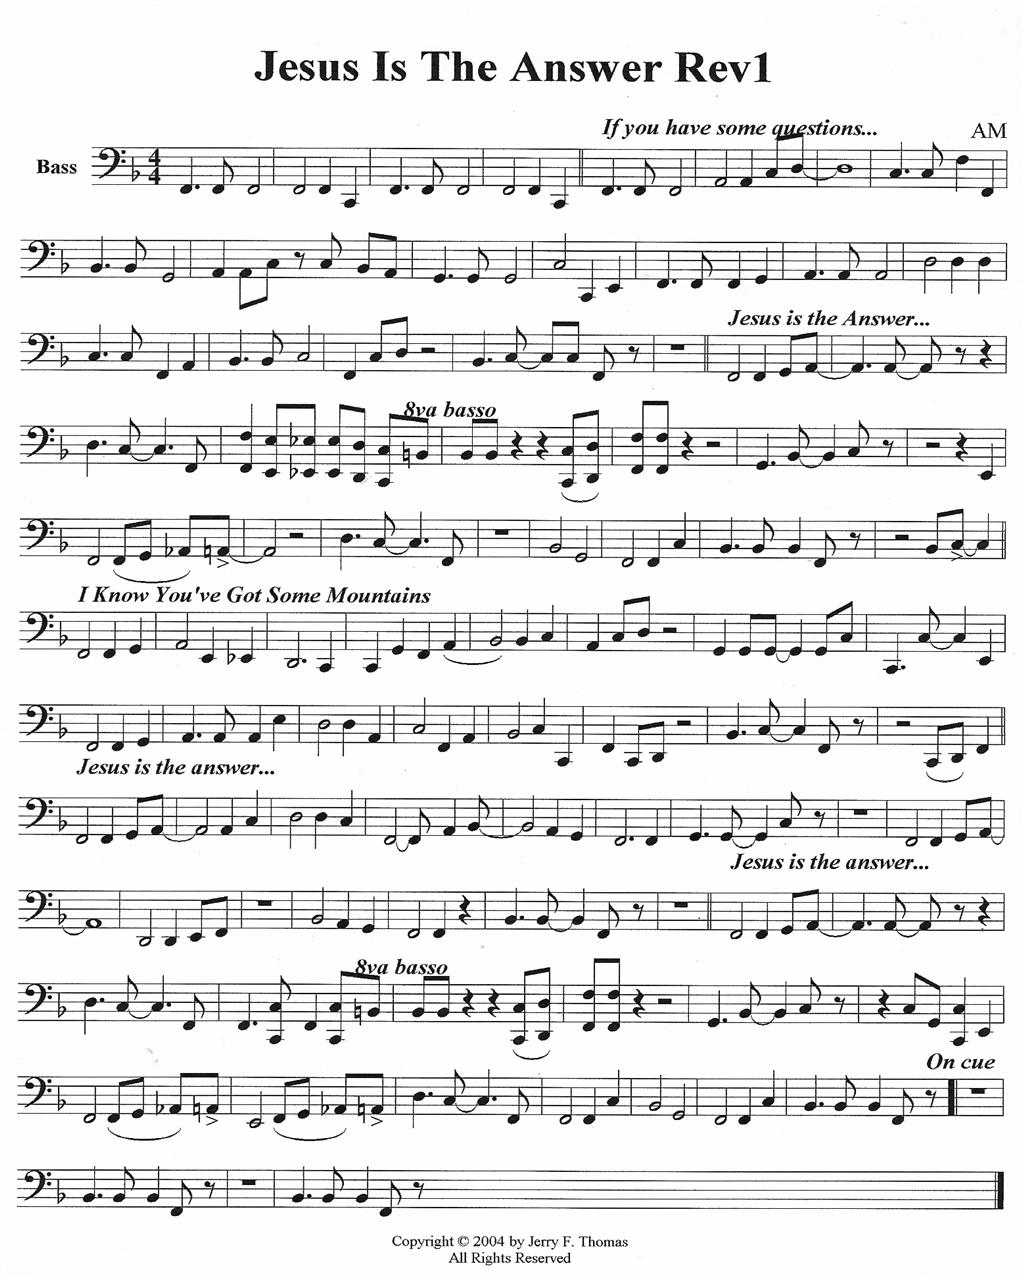 Jesus Is The Answer Rev1
If you have some questions...
AM
Bass
4
4
Jesus is the Answer...
8va basso
I Know You've Got Some Mountains
Jesus is the answer...
Jesus is the answer...
8va basso
On cue
Copyright © 2004 by Jerry F. Thomas
All Rights Reserved